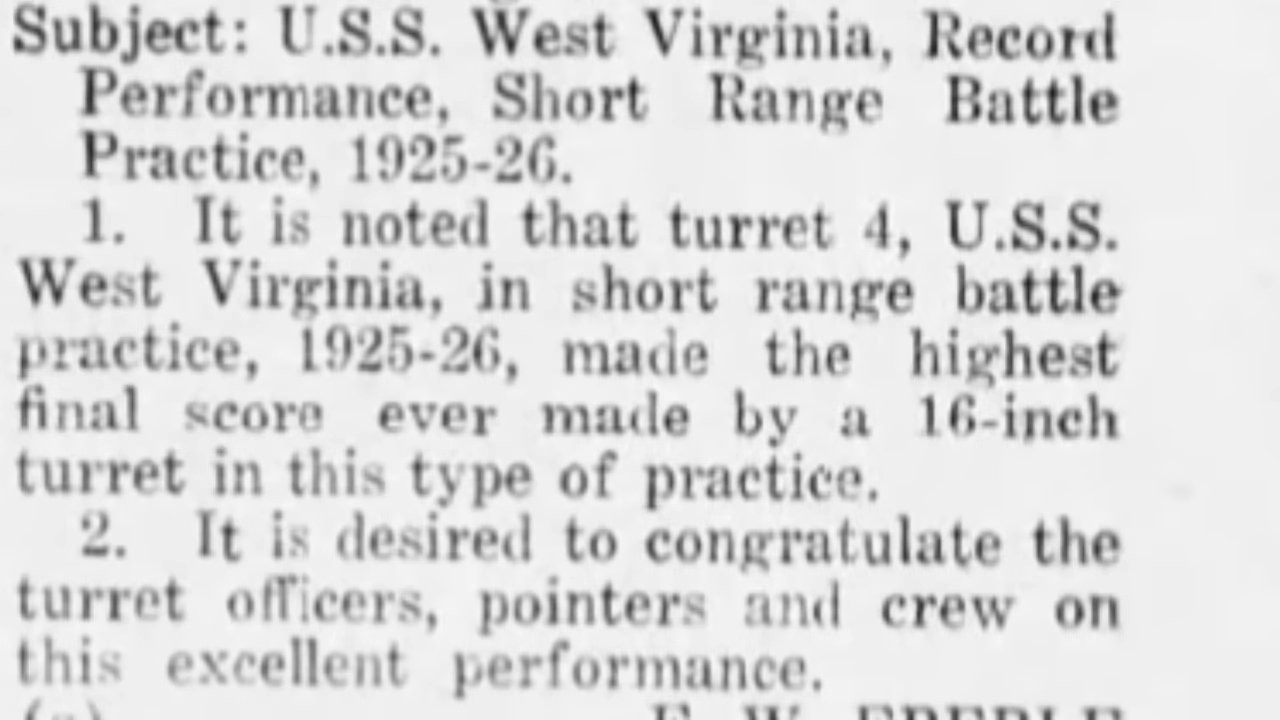 Subject: U.S.S. West Virginia, Record
Performance, Short Range Battle
Practice, 1925-26.
1. It is noted that turret 4, U.S.S.
West Virginia, in short range battle
practice, 1925-26, made the highest
final score ever made by a 16-inch
turret in this type of practice.
2. It is desired to congratulate the
turret officers, pointers and crew on
this excellent performance.
(s) E. W. EBERLE